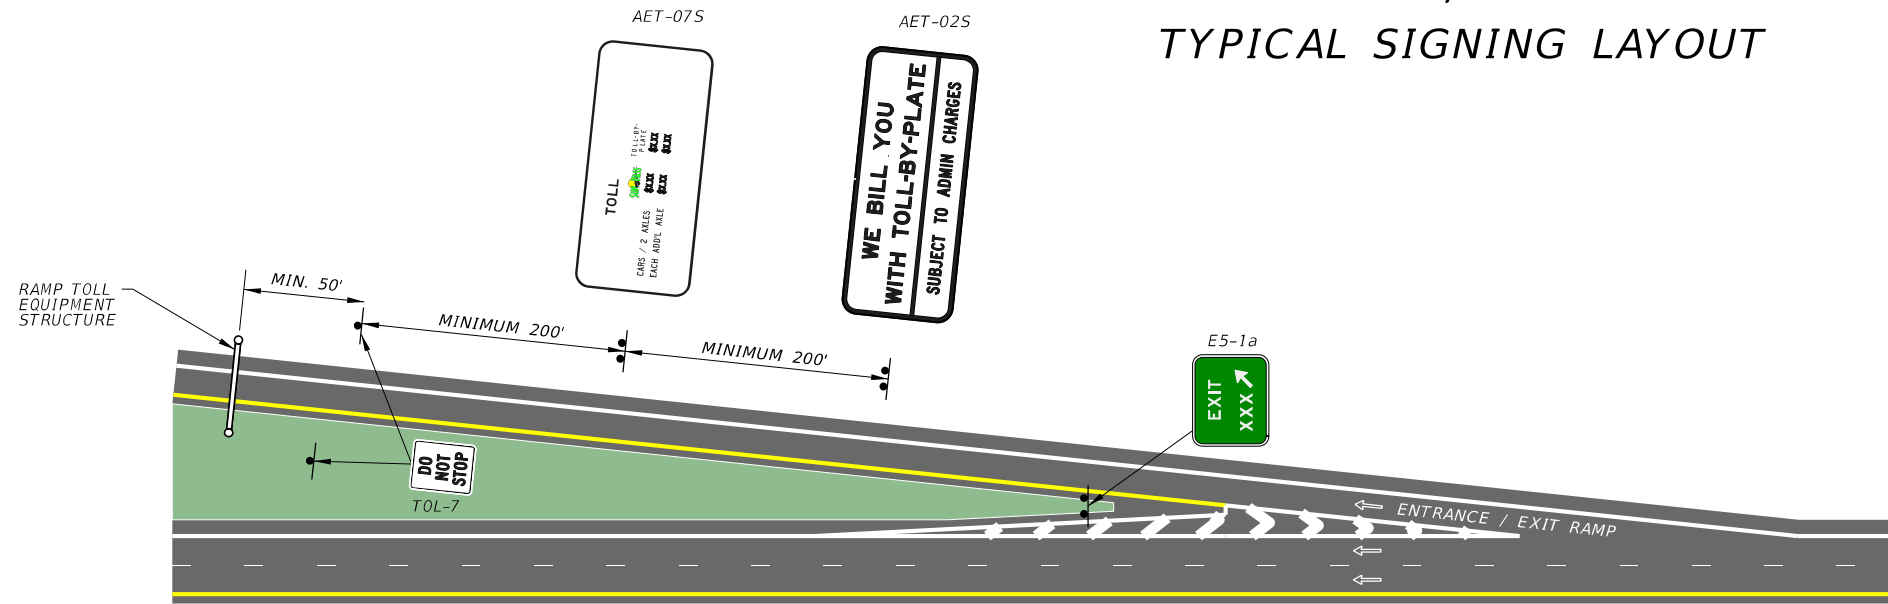 TYPICAL SIGNING LAYOUT
AET-07S
AET-02S
TOLL
TOLL-BY-
PLATE
CARS / 2 AXLES $X.XX $X.XX
EACH ADD'L AXLE $X.XX $X.XX
WE BILL YOU
WITH TOLL-BY-PLATE
SUBJECT TO ADMIN CHARGES
RAMP TOLL
EQUIPMENT
STRUCTURE
MIN. 50'
MINIMUM 200'
MINIMUM 200'
E5-1a
EXIT
XXX
DO
NOT
STOP
TOL-7
ENTRANCE / EXIT RAMP